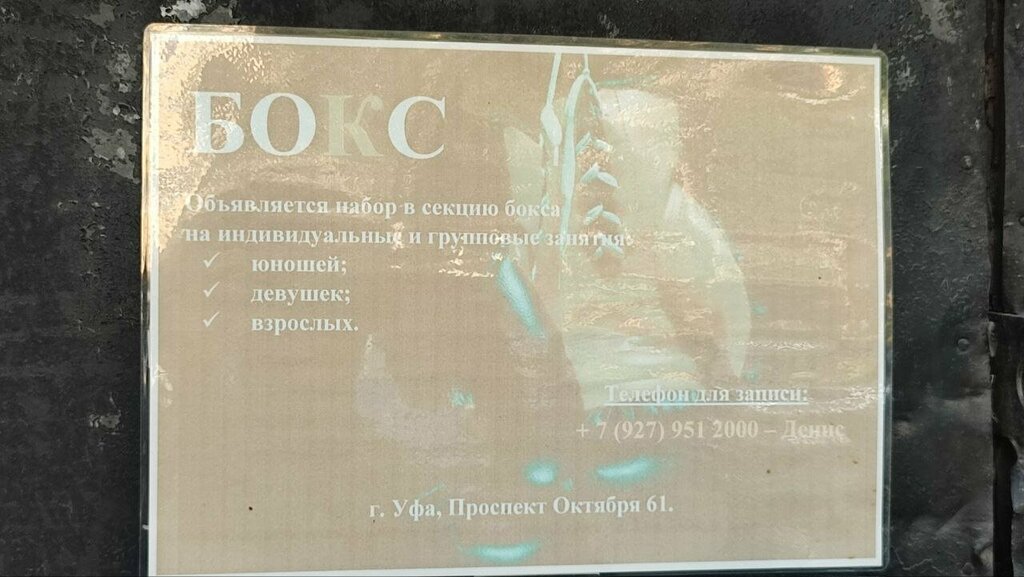 БОКС
Объявляется набор в секцию бокса
на индивидуальные и групповые занятия:
юношей;
девушек;
взрослых.
Телефон для записи:
+ 7 (927) 951 2000 – Денис
г. Уфа, Проспект Октября 61.